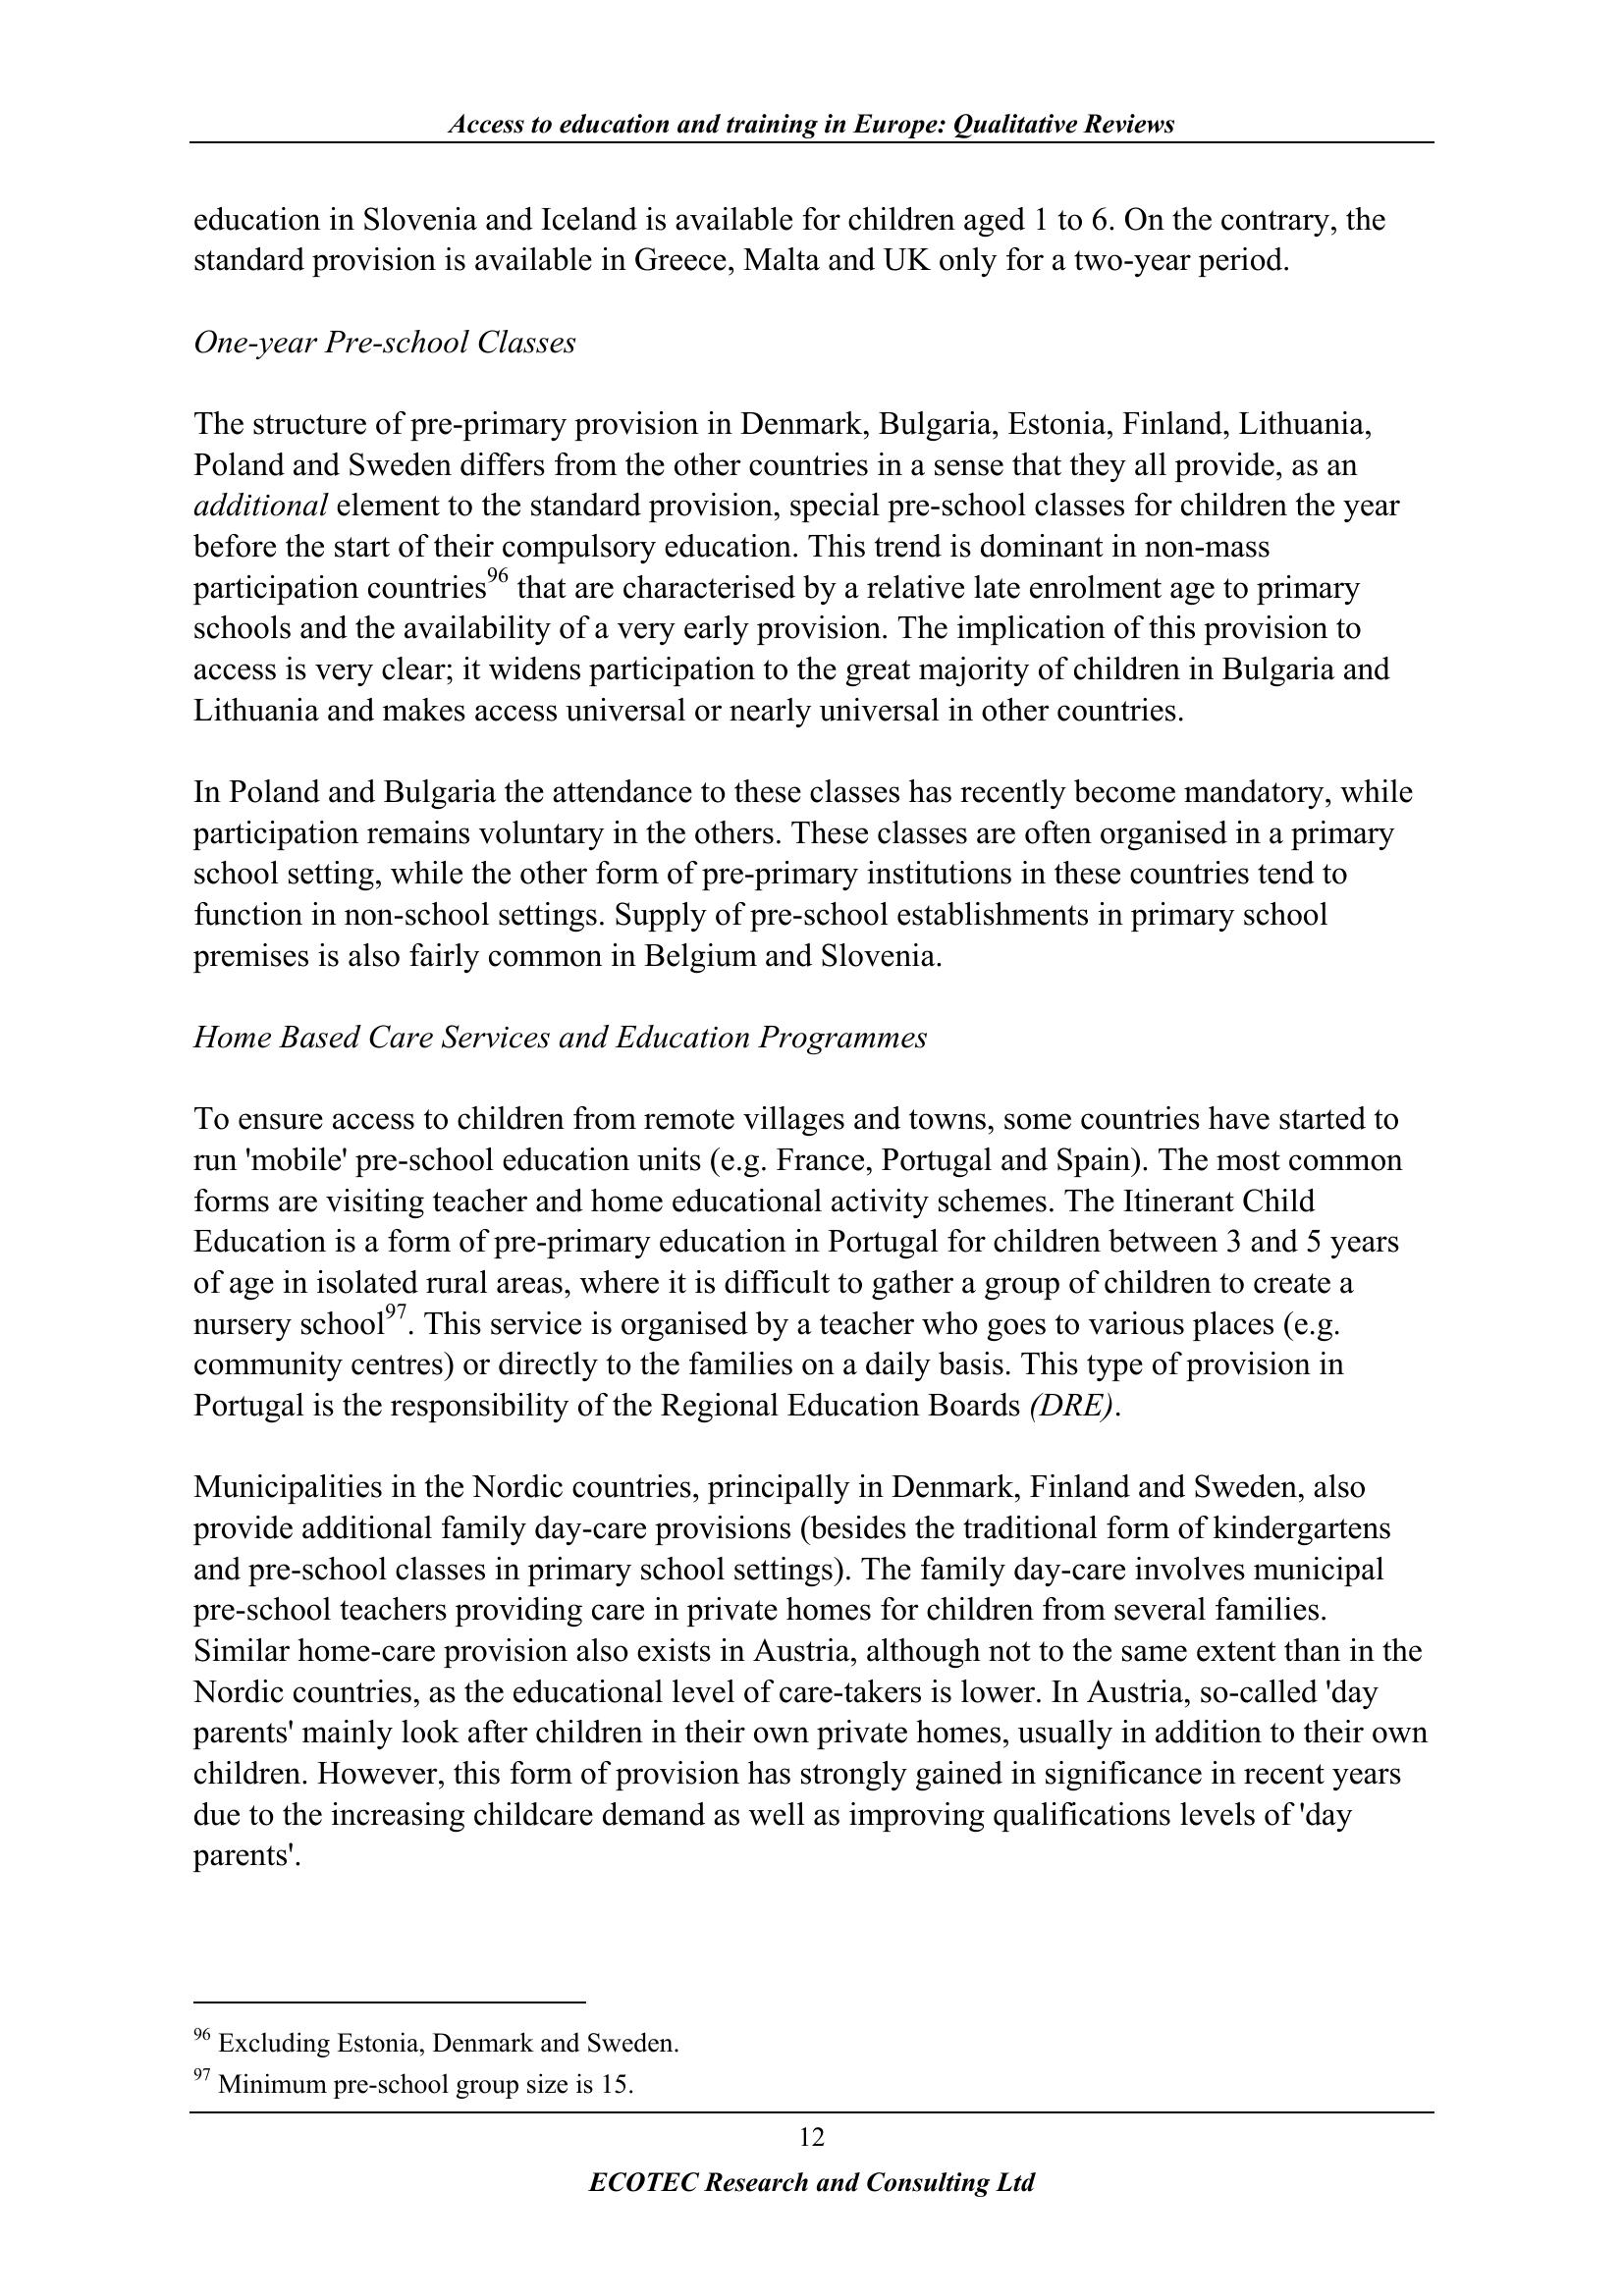 Access to education and training in Europe: Qualitative Reviews
education in Slovenia and Iceland is available for children aged 1 to 6. On the contrary, the
standard provision is available in Greece, Malta and UK only for a two-year period.
One-year Pre-school Classes
The structure of pre-primary provision in Denmark, Bulgaria, Estonia, Finland, Lithuania,
Poland and Sweden differs from the other countries in a sense that they all provide, as an
additional element to the standard provision, special pre-school classes for children the year
before the start of their compulsory education. This trend is dominant in non-mass
participation countries96 that are characterised by a relative late enrolment age to primary
schools and the availability of a very early provision. The implication of this provision to
access is very clear; it widens participation to the great majority of children in Bulgaria and
Lithuania and makes access universal or nearly universal in other countries.
In Poland and Bulgaria the attendance to these classes has recently become mandatory, while
participation remains voluntary in the others. These classes are often organised in a primary
school setting, while the other form of pre-primary institutions in these countries tend to
function in non-school settings. Supply of pre-school establishments in primary school
premises is also fairly common in Belgium and Slovenia.
Home Based Care Services and Education Programmes
To ensure access to children from remote villages and towns, some countries have started to
run 'mobile' pre-school education units (e.g. France, Portugal and Spain). The most common
forms are visiting teacher and home educational activity schemes. The Itinerant Child
Education is a form of pre-primary education in Portugal for children between 3 and 5 years
of age in isolated rural areas, where it is difficult to gather a group of children to create a
nursery school97. This service is organised by a teacher who goes to various places (e.g.
community centres) or directly to the families on a daily basis. This type of provision in
Portugal is the responsibility of the Regional Education Boards (DRE).
Municipalities in the Nordic countries, principally in Denmark, Finland and Sweden, also
provide additional family day-care provisions (besides the traditional form of kindergartens
and pre-school classes in primary school settings). The family day-care involves municipal
pre-school teachers providing care in private homes for children from several families.
Similar home-care provision also exists in Austria, although not to the same extent than in the
Nordic countries, as the educational level of care-takers is lower. In Austria, so-called 'day
parents' mainly look after children in their own private homes, usually in addition to their own
children. However, this form of provision has strongly gained in significance in recent years
due to the increasing childcare demand as well as improving qualifications levels of 'day
parents'.
96 Excluding Estonia, Denmark and Sweden.
97 Minimum pre-school group size is 15.
12
ECOTEC Research and Consulting Ltd